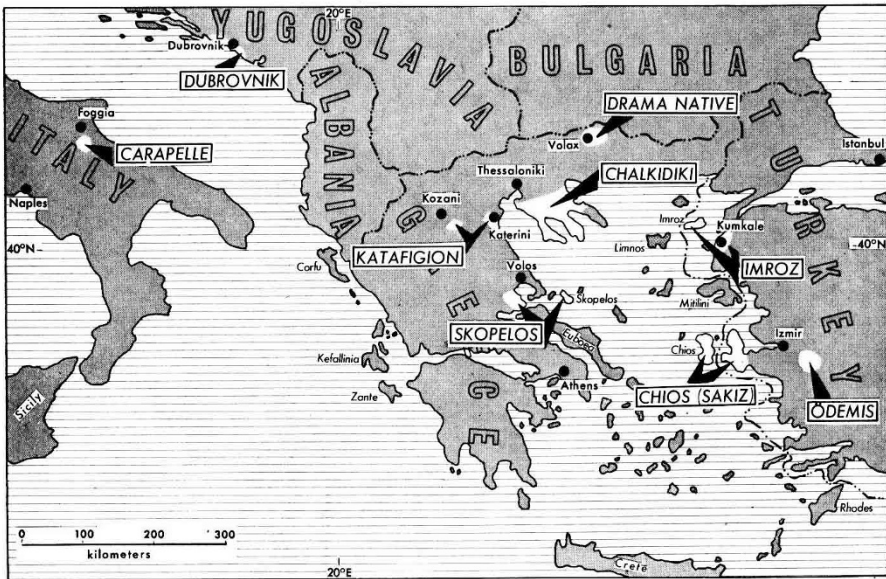 20°E
YUGOSLAVIA
BULGARIA
Dubrovnik
DUBROVNIK
ALBANIA
DRAMA NATIVE
TURKEY
Foggia
Volax
Istanbul
ITALY
CARAPELLE
Thessaloniki
CHALKIDIKI
Naples
Kozani
GREECE
Imroz
Kumkale
40°N
Katerini
40°N
Limnos
KATAFIGION
IMROZ
Corfu
Volos
Skopelos
Mitilini
SKOPELOS
Euboea
Izmir
Chios
Kefallinia
Sicily
Athens
Zante
CHIOS (SAKIZ)
ÖDEMIS
Rhodes
0 100 200 300
kilometers
20°E
Crete